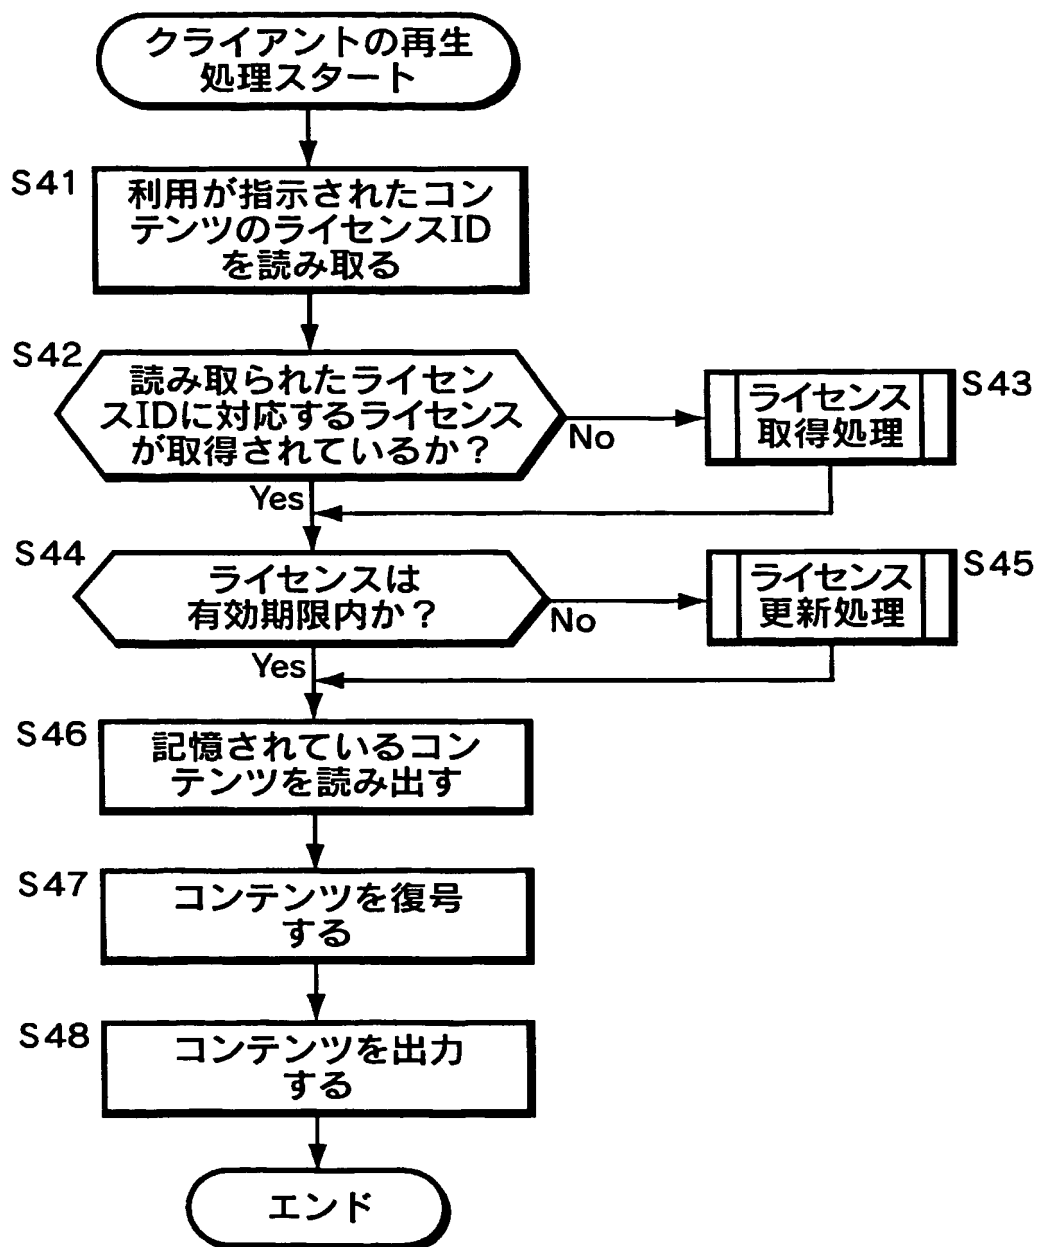 クライアントの再生
処理スタート
S41
利用が指示されたコン
テンツのライセンスID
を読み取る
S42
読み取られたライセン
スIDに対応するライセンス
が取得されているか?
No
S43
ライセンス
取得処理
Yes
S44
ライセンスは
有効期限内か?
No
S45
ライセンス
更新処理
Yes
S46
記憶されているコン
テンツを読み出す
S47
コンテンツを復号
する
S48
コンテンツを出力
する
エンド